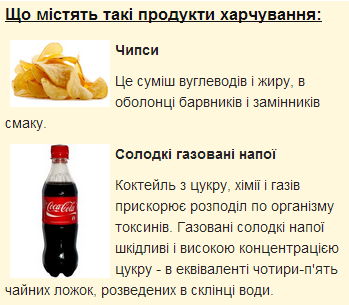 Що містять такі продукти харчування:
Чипси
Це суміш вуглеводів і жиру, в
оболонці барвників і замінників
смаку.
Солодкі газовані напої
Коктейль з цукру, хімії і газів
прискорює розподіл по організму
токсинів. Газовані солодкі напої
шкідливі і високою концентрацією
цукру - в еквіваленті чотири-п'ять
чайних ложок, розведених в склінці води.
Coca-Cola